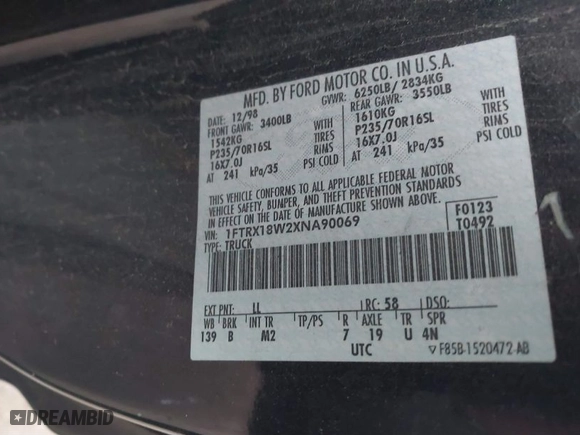 MFD. BY FORD MOTOR CO. IN U.S.A.
DATE: 12/98 GVWR: 6250LB/ 2834KG
FRONT GAWR: 3400LB REAR GAWR: 3550LB
1542KG WITH 1610KG WITH
P235/70R16SL TIRES P235/70R16SL TIRES
16X7.0J RIMS 16X7.0J RIMS
AT 241 kPa/35 PSI COLD AT 241 kPa/35 PSI COLD
THIS VEHICLE CONFORMS TO ALL APPLICABLE FEDERAL MOTOR
VEHICLE SAFETY, BUMPER, AND THEFT PREVENTION STANDARDS
IN EFFECT ON THE DATE OF MANUFACTURE SHOWN ABOVE.
VIN: 1FTRX18W2XNA90069 F0123
TYPE: TRUCK T0492
EXT PNT: LL RC: 58 DSO:
WB BRK INT TR TP/PS R AXLE TR SPR
139 B M2 7 19 U 4N
UTC ▽F85B-1520472-AB
DREAMBID